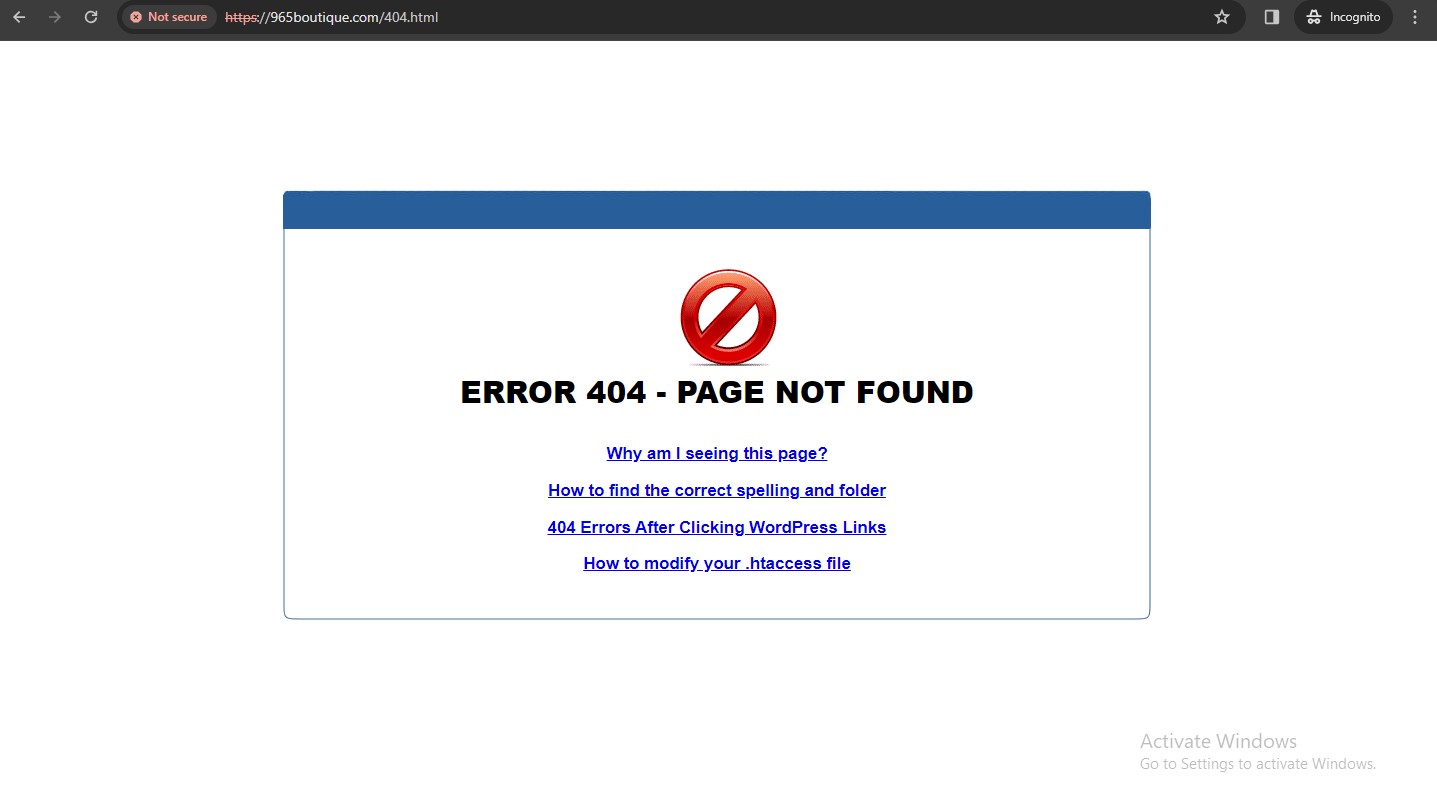 Not secure https://965boutique.com/404.html Incognito
ERROR 404 - PAGE NOT FOUND
Why am I seeing this page?
How to find the correct spelling and folder
404 Errors After Clicking WordPress Links
How to modify your .htaccess file
Activate Windows
Go to Settings to activate Windows.